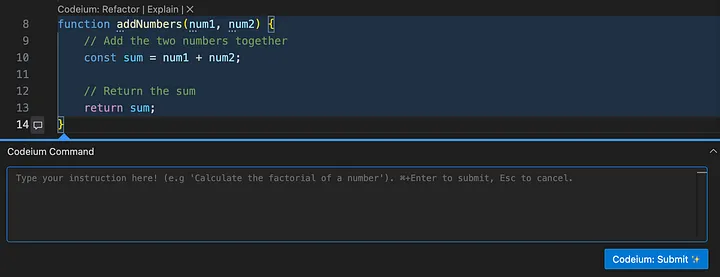 Codeium: Refactor | Explain | ✕
8 function addNumbers(num1, num2) {
9     // Add the two numbers together
10     const sum = num1 + num2;
11
12     // Return the sum
13     return sum;
14 }
Codeium Command
Type your instruction here! (e.g 'Calculate the factorial of a number'). ⌘+Enter to submit, Esc to cancel.
Codeium: Submit ✨